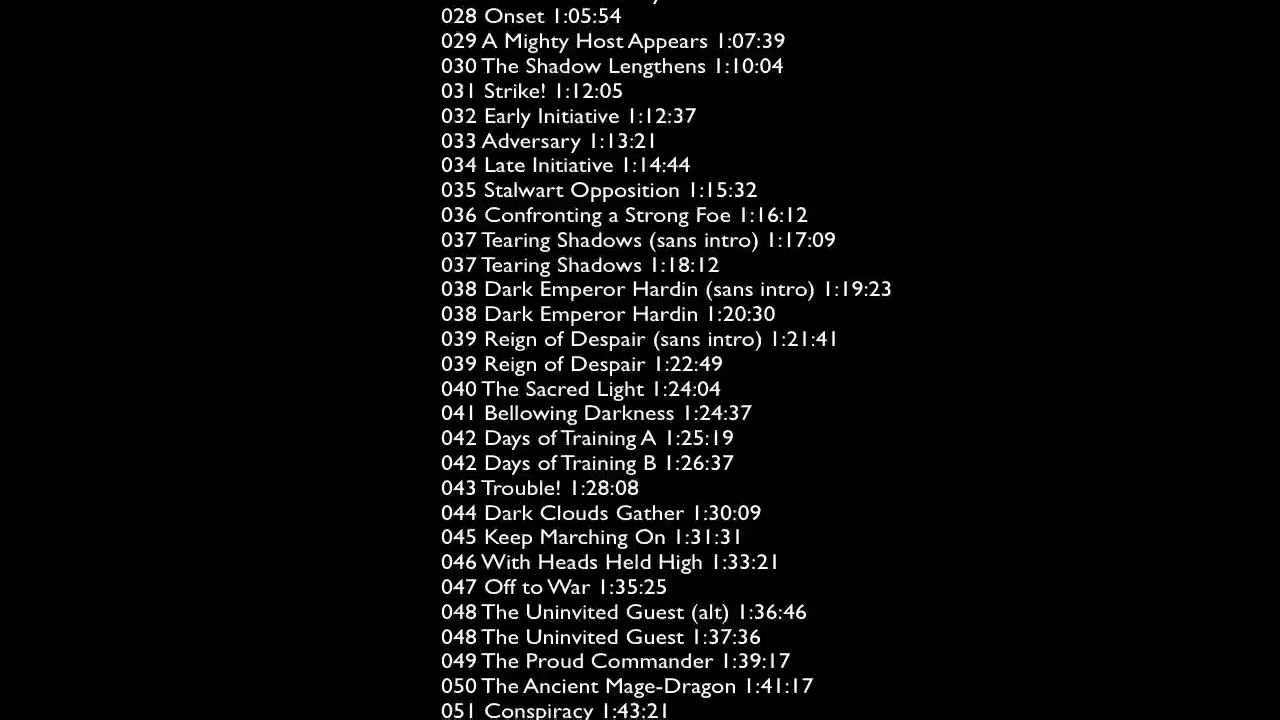 028 Onset 1:05:54
029 A Mighty Host Appears 1:07:39
030 The Shadow Lengthens 1:10:04
031 Strike! 1:12:05
032 Early Initiative 1:12:37
033 Adversary 1:13:21
034 Late Initiative 1:14:44
035 Stalwart Opposition 1:15:32
036 Confronting a Strong Foe 1:16:12
037 Tearing Shadows (sans intro) 1:17:09
037 Tearing Shadows 1:18:12
038 Dark Emperor Hardin (sans intro) 1:19:23
038 Dark Emperor Hardin 1:20:30
039 Reign of Despair (sans intro) 1:21:41
039 Reign of Despair 1:22:49
040 The Sacred Light 1:24:04
041 Bellowing Darkness 1:24:37
042 Days of Training A 1:25:19
042 Days of Training B 1:26:37
043 Trouble! 1:28:08
044 Dark Clouds Gather 1:30:09
045 Keep Marching On 1:31:31
046 With Heads Held High 1:33:21
047 Off to War 1:35:25
048 The Uninvited Guest (alt) 1:36:46
048 The Uninvited Guest 1:37:36
049 The Proud Commander 1:39:17
050 The Ancient Mage-Dragon 1:41:17
051 Conspiracy 1:43:21